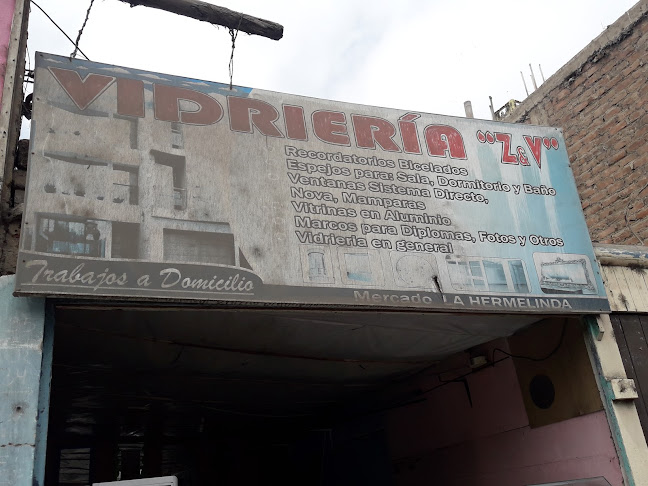 VIDRIERÍA "Z&V"
Recordatorios Bicelados
Espejos para: Sala, Dormitorio y Baño
Ventanas Sistema Directo,
Nova, Mamparas
Vitrinas en Aluminio
Marcos para Diplomas, Fotos y Otros
Vidrieria en general
Trabajos a Domicilio
Mercado LA HERMELINDA